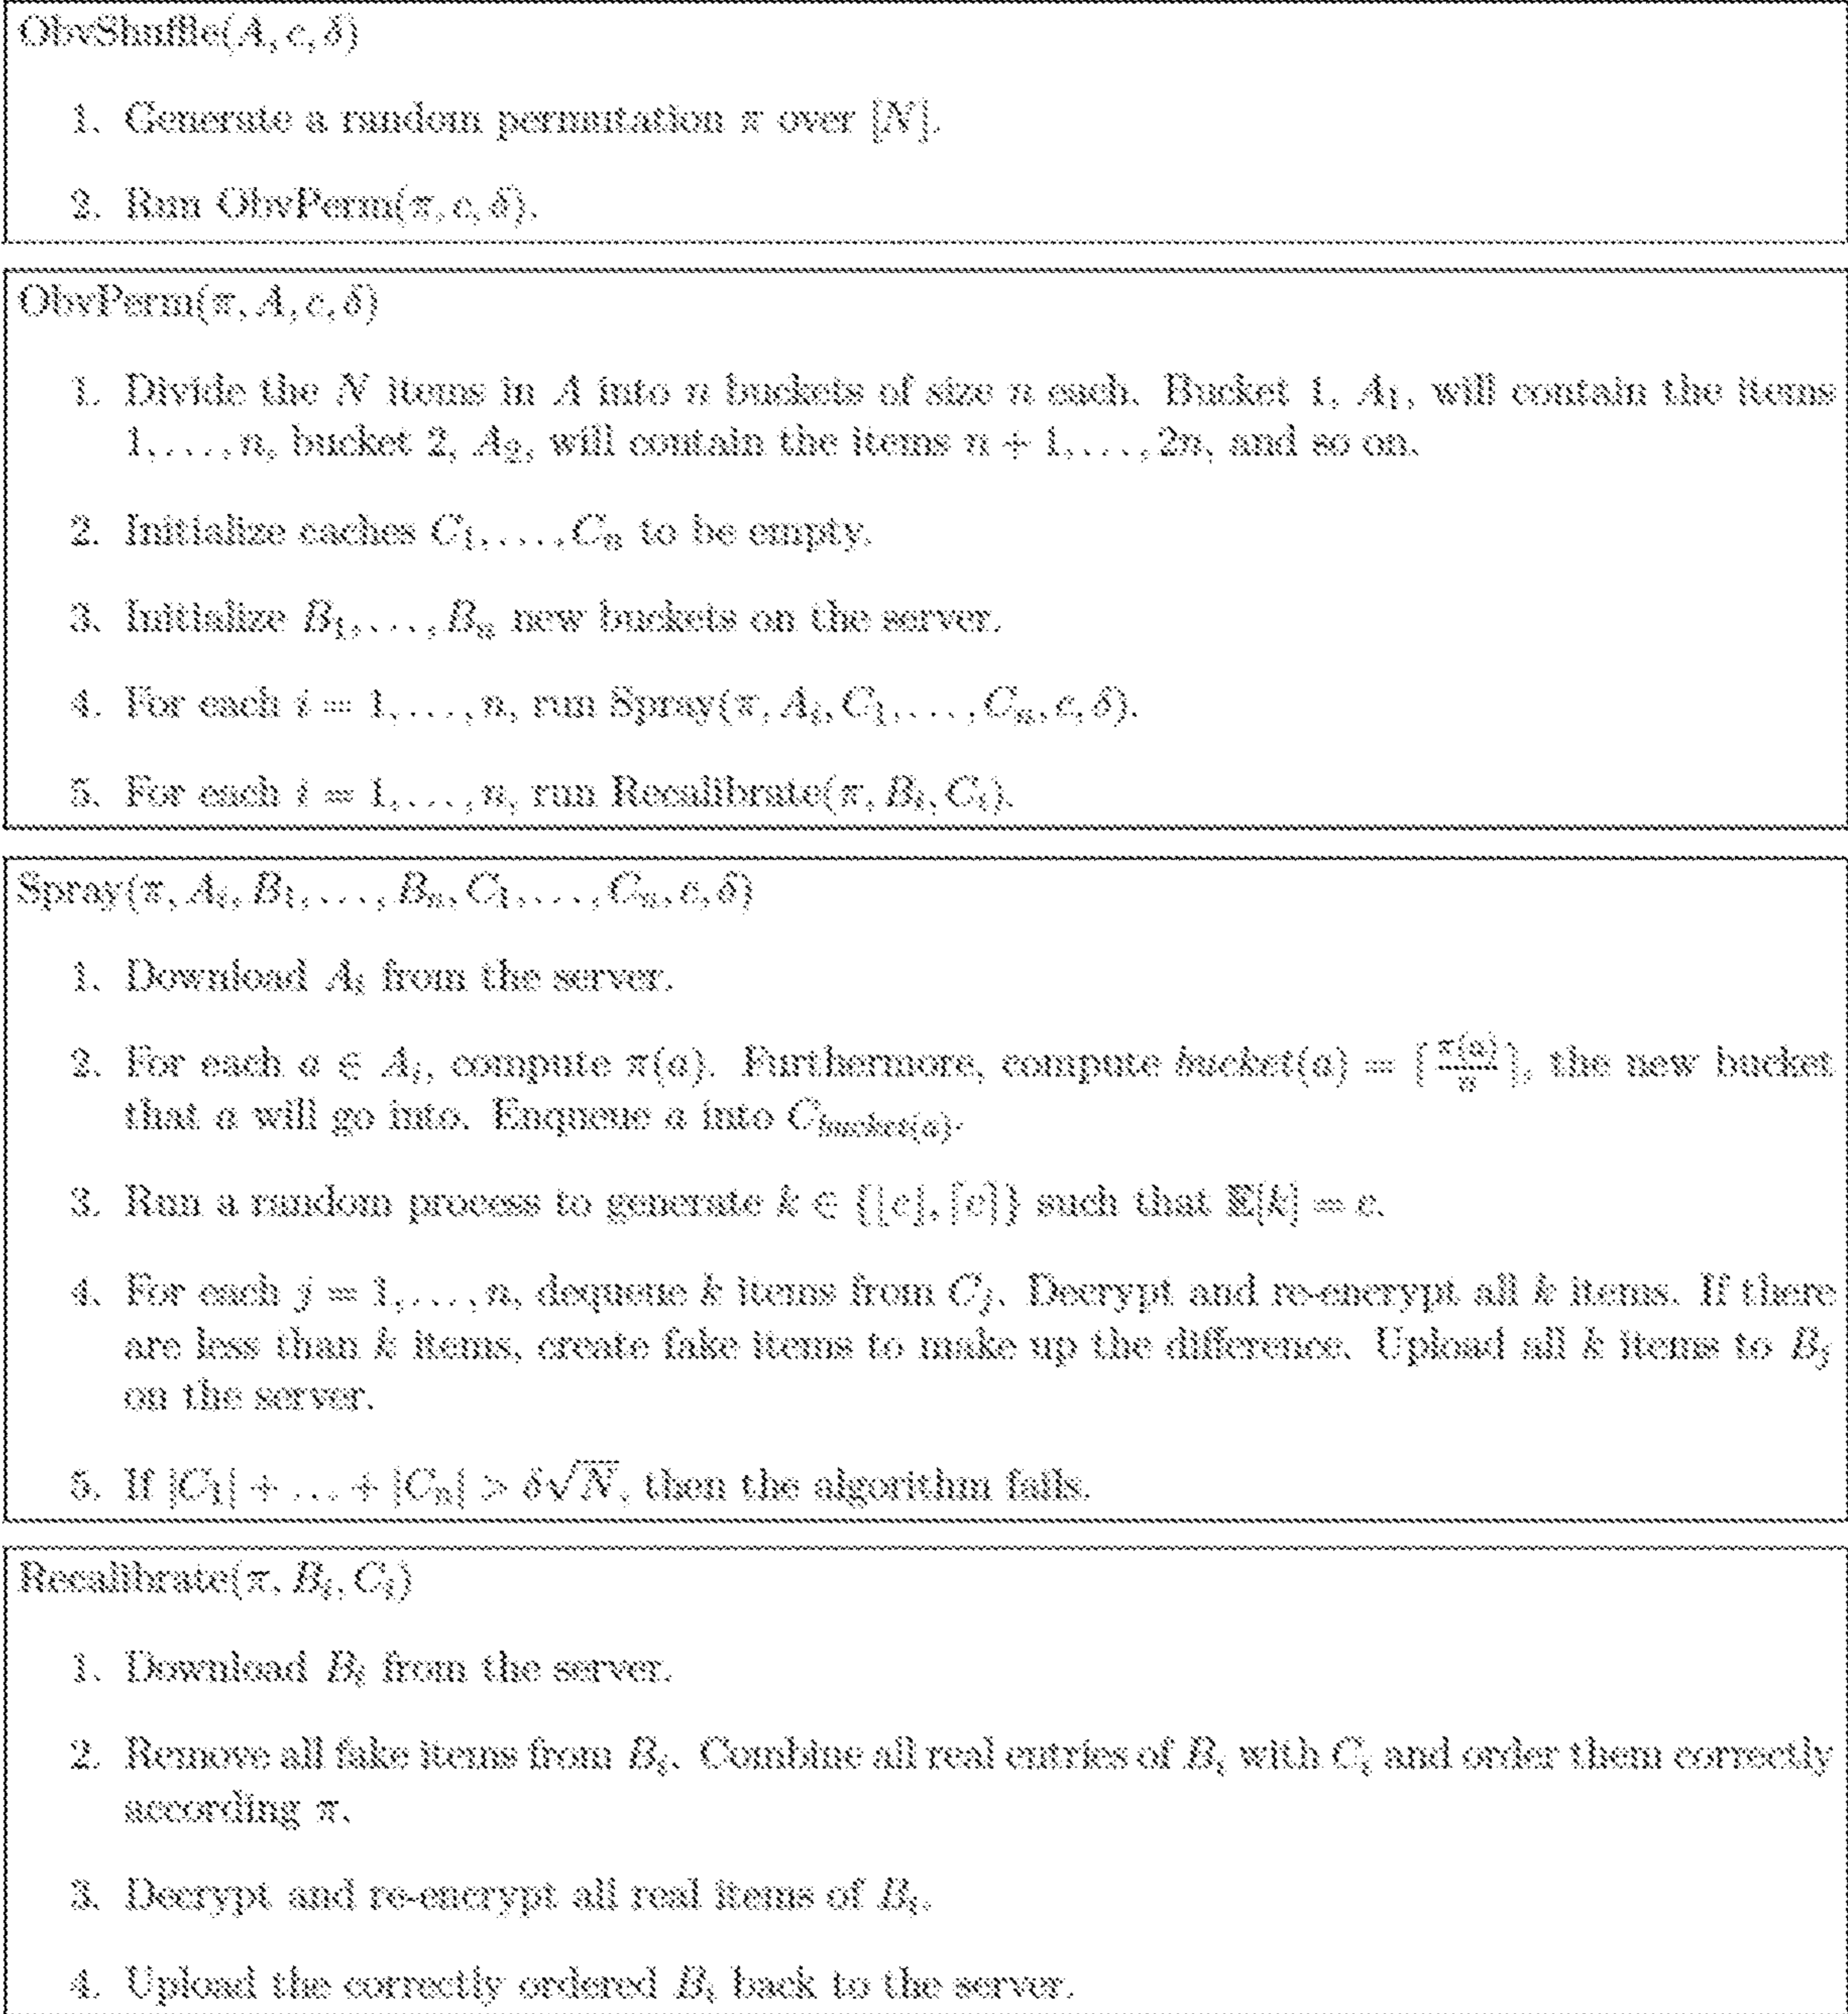 ObvShuffle(A, c, δ)
1. Generate a random permutation π over [N].
2. Run ObvPerm(π, c, δ).
ObvPerm(π, A, c, δ)
1. Divide the N items in A into n buckets of size n each. Bucket 1, A₁, will contain the items
1, . . . , n, bucket 2, A₂, will contain the items n + 1, . . . , 2n, and so on.
2. Initialize caches C₁, . . . , Cₙ to be empty.
3. Initialize B₁, . . . , Bₙ new buckets on the server.
4. For each i = 1, . . . , n, run Spray(π, Aᵢ, C₁, . . . , Cₙ, c, δ).
5. For each i = 1, . . . , n, run Recalibrate(π, Bᵢ, Cᵢ).
Spray(π, Aᵢ, B₁, . . . , Bₙ, C₁, . . . , Cₙ, c, δ)
1. Download Aᵢ from the server.
2. For each a ∈ Aᵢ, compute π(a). Furthermore, compute bucket(a) = ⌈π(a)/n⌉, the new bucket
that a will go into. Enqueue a into C_bucket(a).
3. Run a random process to generate k ∈ {⌊c⌋, ⌈c⌉} such that 𝔼[k] = c.
4. For each j = 1, . . . , n, dequeue k items from Cⱼ. Decrypt and re-encrypt all k items. If there
are less than k items, create fake items to make up the difference. Upload all k items to Bⱼ
on the server.
5. If |C₁| + . . . + |Cₙ| > δ√N, then the algorithm fails.
Recalibrate(π, Bᵢ, Cᵢ)
1. Download Bᵢ from the server.
2. Remove all fake items from Bᵢ. Combine all real entries of Bᵢ with Cᵢ and order them correctly
according π.
3. Decrypt and re-encrypt all real items of Bᵢ.
4. Upload the correctly ordered Bᵢ back to the server.